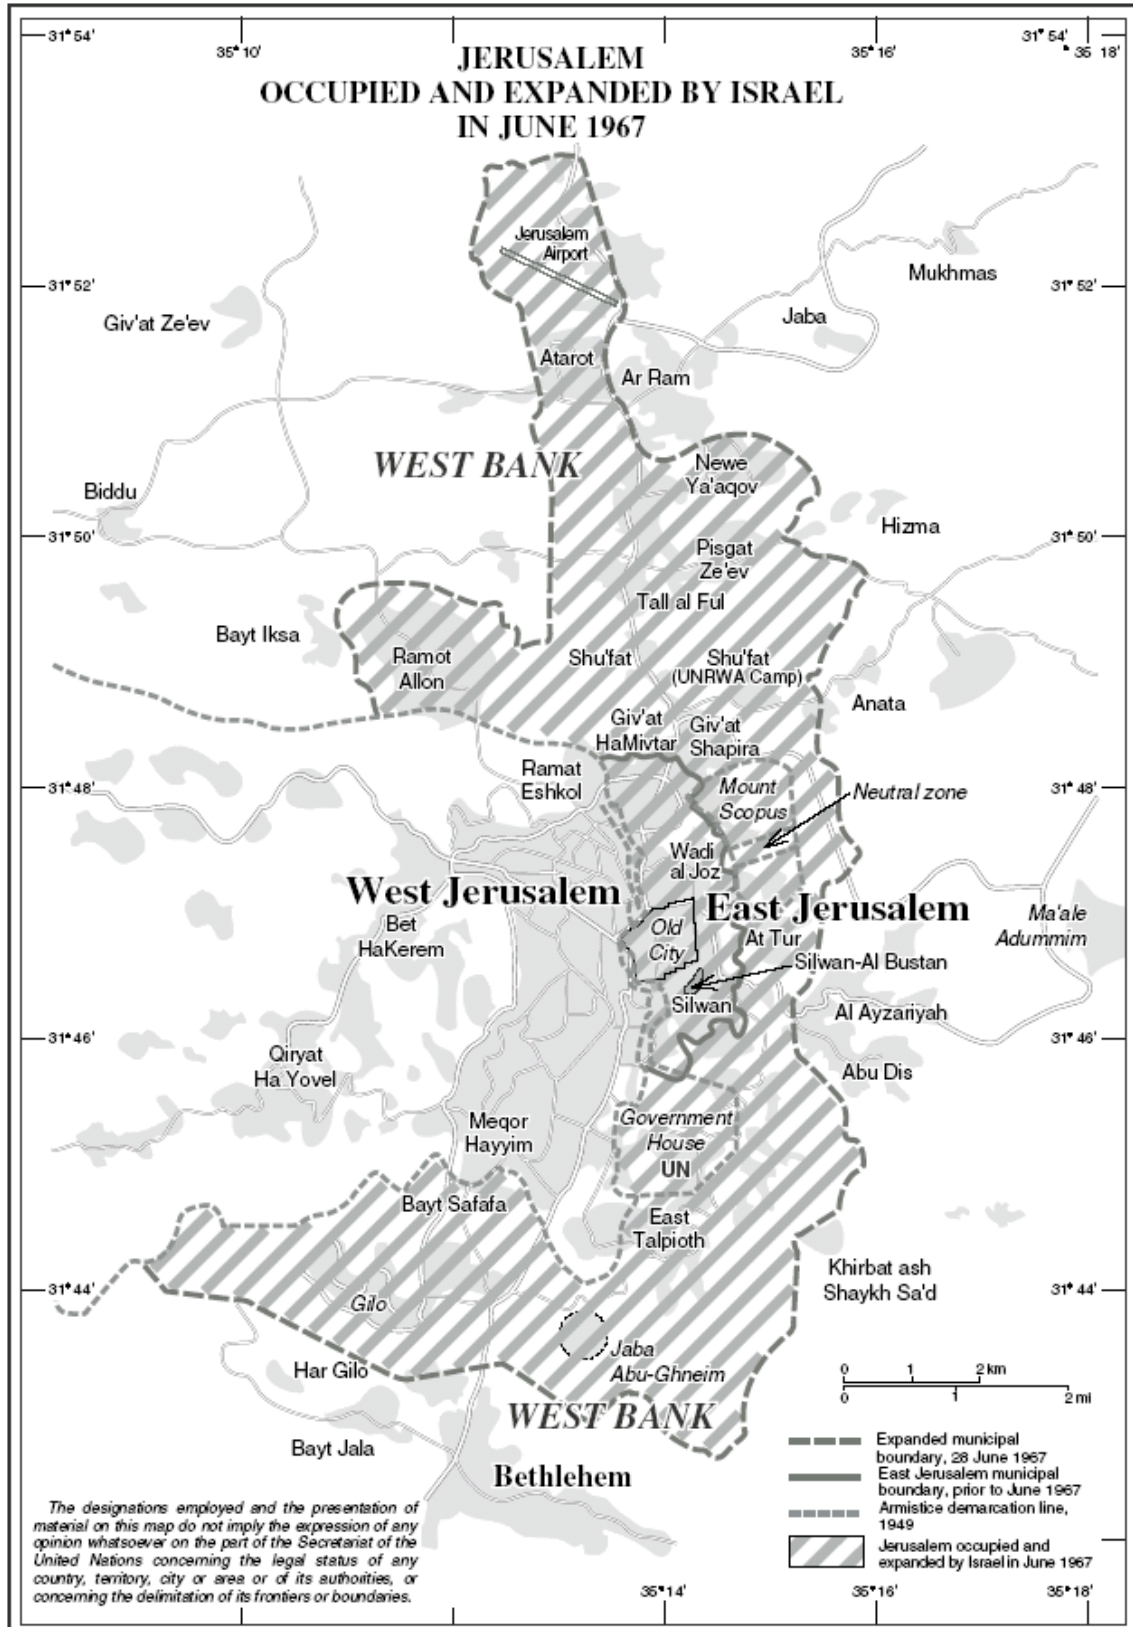 31° 54'
35° 10'
35° 16'
31° 54'
35° 18'
JERUSALEM
OCCUPIED AND EXPANDED BY ISRAEL
IN JUNE 1967
Jerusalem
Airport
Mukhmas
31° 52'
31° 52'
Giv'at Ze'ev
Jaba
Atarot
Ar Ram
WEST BANK
Newe
Ya'aqov
Biddu
Hizma
31° 50'
31° 50'
Pisgat
Ze'ev
Tall al Ful
Bayt Iksa
Ramot
Allon
Shu'fat
Shu'fat
(UNRWA Camp)
Anata
Giv'at
HaMivtar
Giv'at
Shapira
Ramat
Eshkol
Mount
Scopus
31° 48'
31° 48'
Neutral zone
Wadi
al Joz
West Jerusalem
East Jerusalem
Bet
HaKerem
Old
City
At Tur
Ma'ale
Adummim
Silwan-Al Bustan
Silwan
Al Ayzariyah
31° 46'
31° 46'
Qiryat
Ha Yovel
Abu Dis
Meqor
Hayyim
Government
House
UN
Bayt Safafa
East
Talpioth
Khirbat ash
Shaykh Sa'd
31° 44'
31° 44'
Gilo
Jaba
Abu-Ghneim
Har Gilo
0 1 2 km
0 1 2 mi
WEST BANK
Bayt Jala
Bethlehem
Expanded municipal
boundary, 28 June 1967
East Jerusalem municipal
boundary, prior to June 1967
Armistice demarcation line,
1949
Jerusalem occupied and
expanded by Israel in June 1967
The designations employed and the presentation of
material on this map do not imply the expression of any
opinion whatsoever on the part of the Secretariat of the
United Nations concerning the legal status of any
country, territory, city or area or of its authorities, or
concerning the delimitation of its frontiers or boundaries.
35° 14'
35° 16'
35° 18'